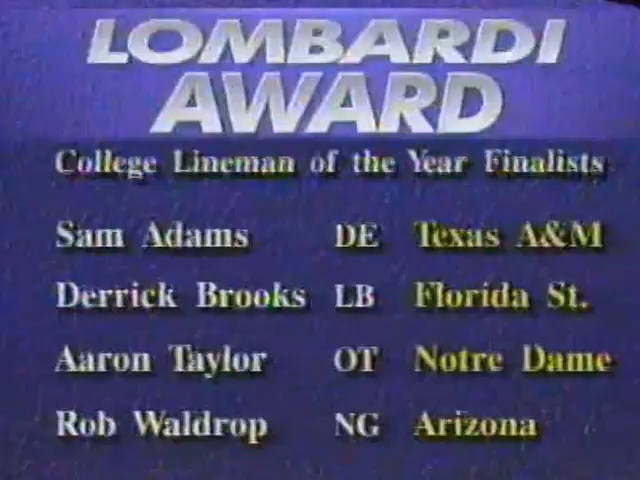 LOMBARDI
AWARD
College Lineman of the Year Finalists
Sam Adams DE Texas A&M
Derrick Brooks LB Florida St.
Aaron Taylor OT Notre Dame
Rob Waldrop NG Arizona